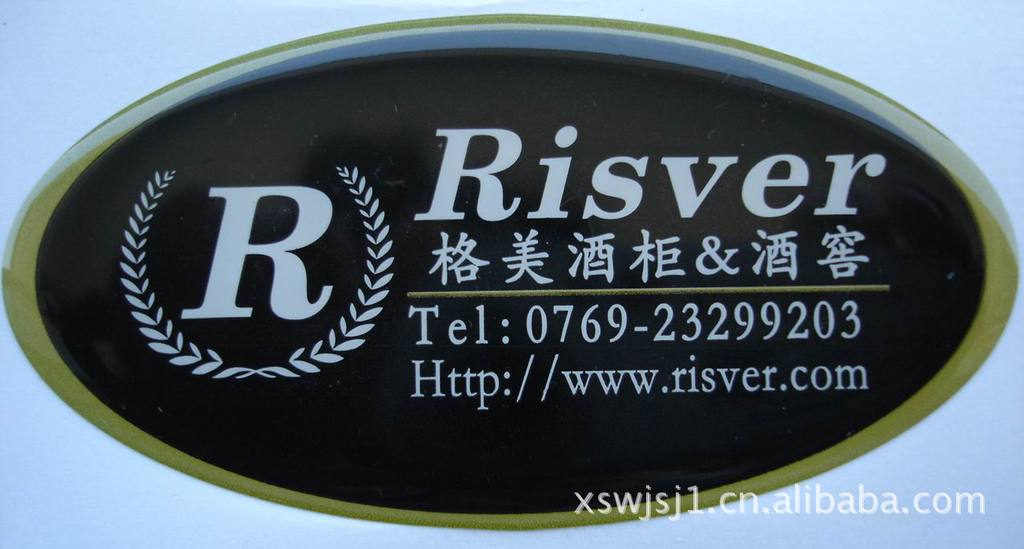 R
Risver
格美酒柜&酒窖
Tel:0769-23299203
Http://www.risver.com
xswjsj1.cn.alibaba.com